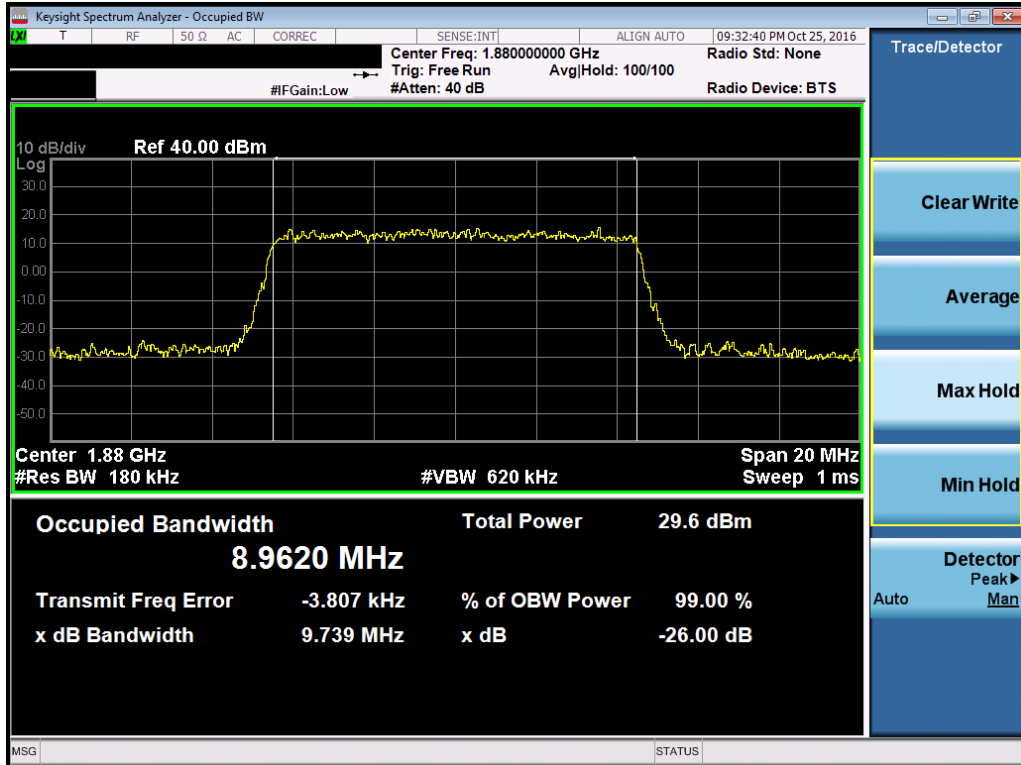 Keysight Spectrum Analyzer - Occupied BW
LXI T RF 50 Ω AC CORREC SENSE:INT ALIGN AUTO 09:32:40 PM Oct 25, 2016
Center Freq: 1.880000000 GHz Radio Std: None
Trig: Free Run Avg|Hold: 100/100
#IFGain:Low #Atten: 40 dB Radio Device: BTS
Trace/Detector
10 dB/div Ref 40.00 dBm
Log
30.0
20.0
10.0
0.00
-10.0
-20.0
-30.0
-40.0
-50.0
Center 1.88 GHz Span 20 MHz
#Res BW 180 kHz #VBW 620 kHz Sweep 1 ms
Occupied Bandwidth Total Power 29.6 dBm
8.9620 MHz
Transmit Freq Error -3.807 kHz % of OBW Power 99.00 %
x dB Bandwidth 9.739 MHz x dB -26.00 dB
Clear Write
Average
Max Hold
Min Hold
Detector
Peak▶
Auto Man
MSG STATUS